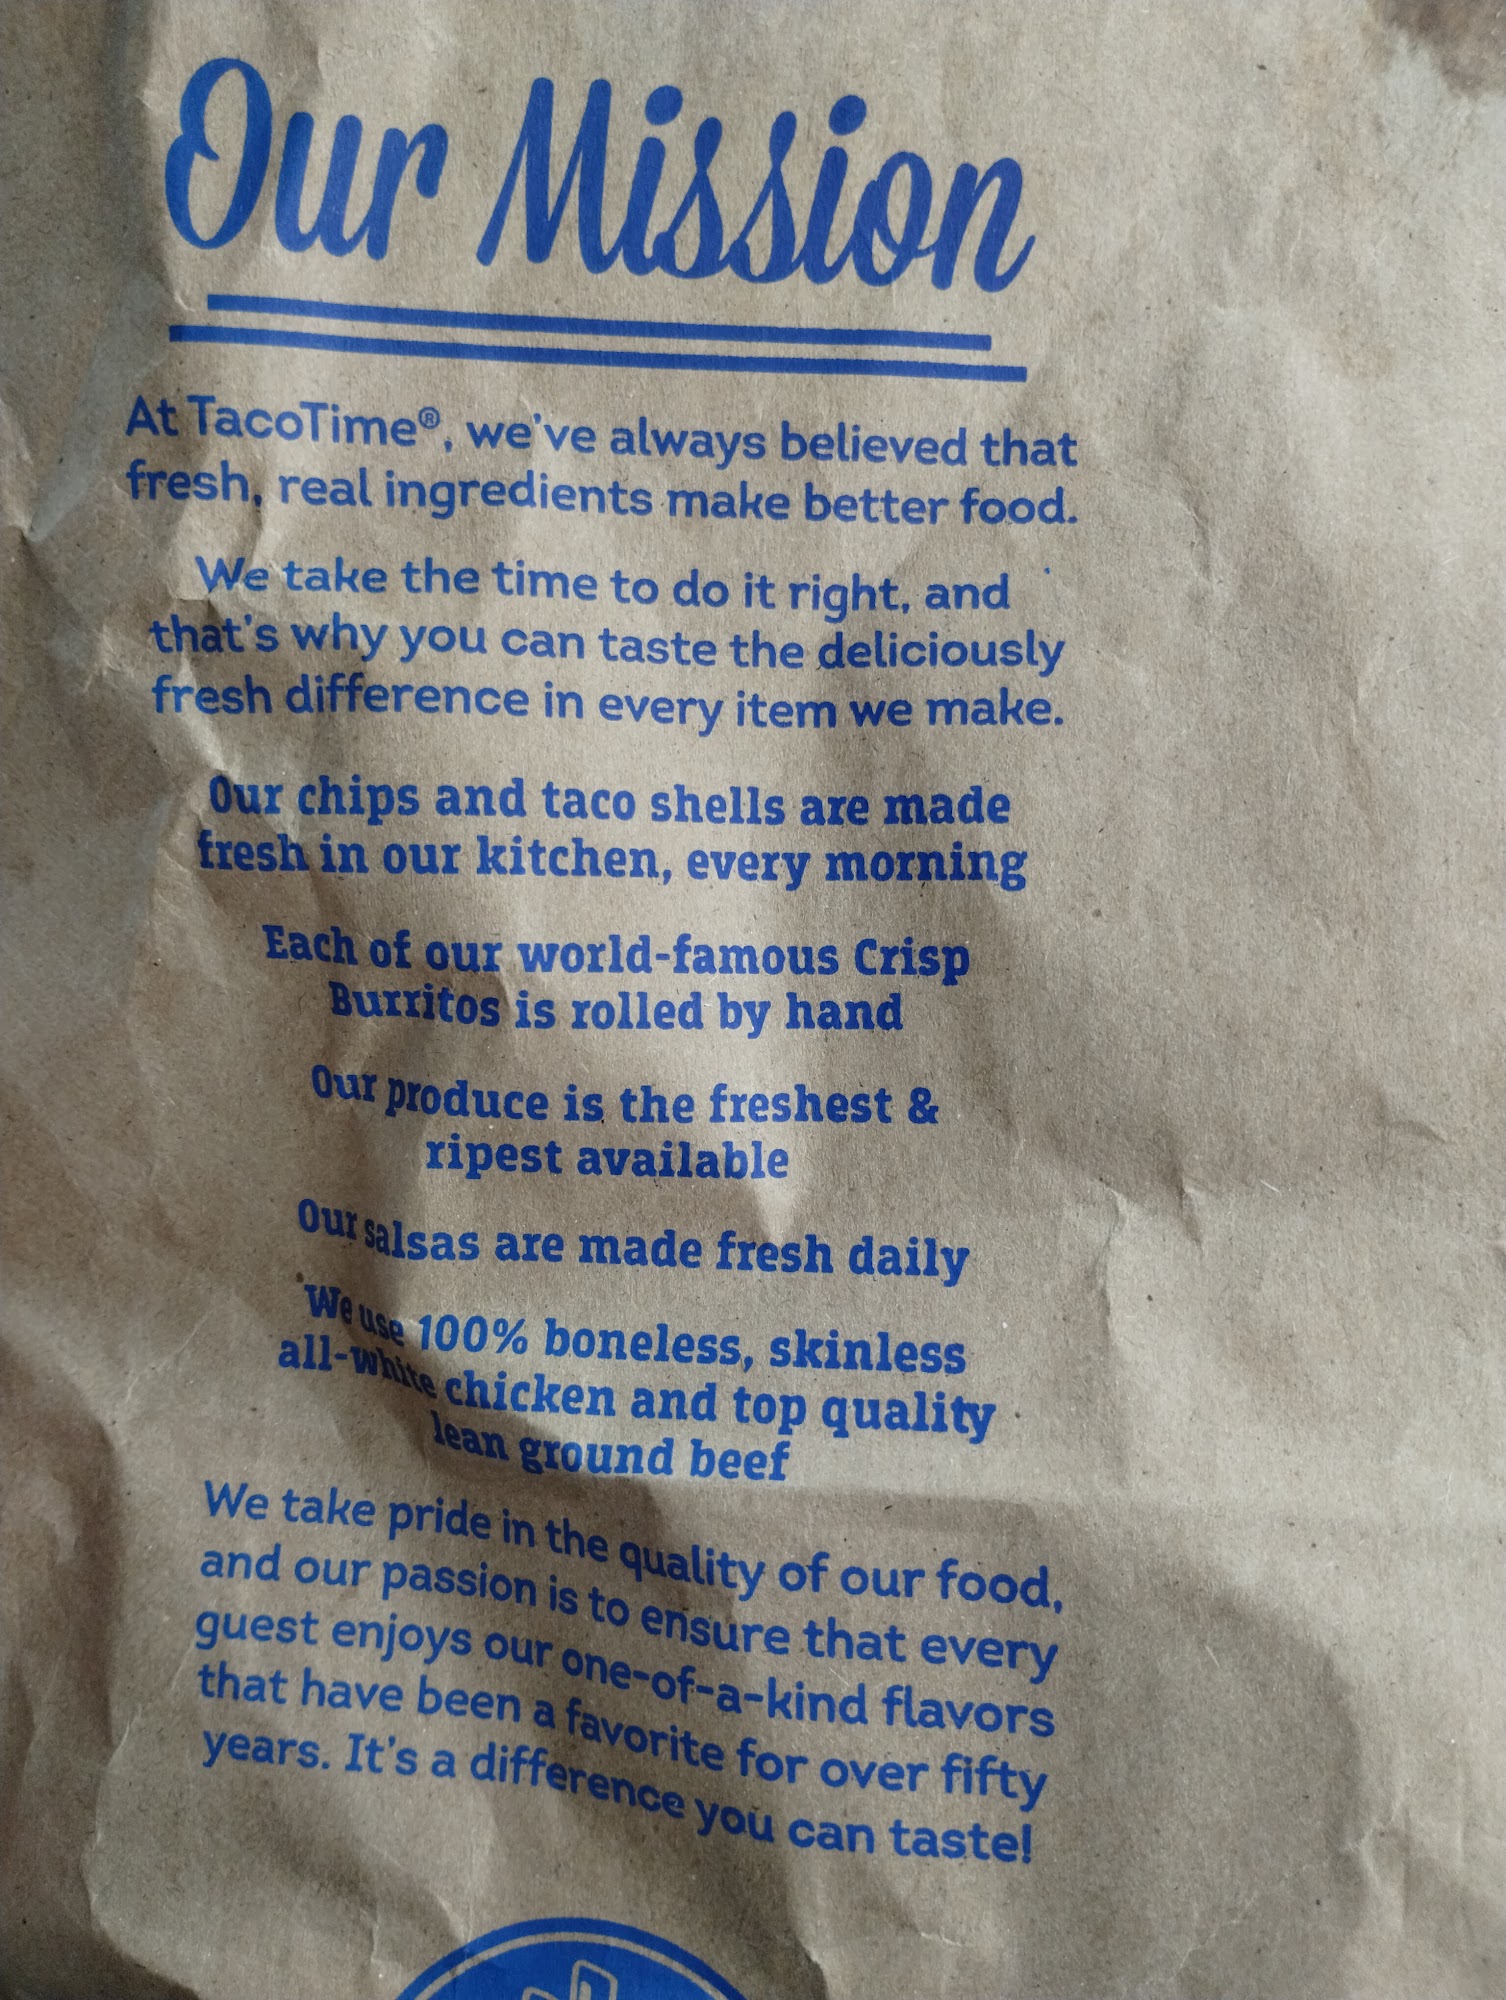 Our Mission
At TacoTime®, we've always believed that
fresh, real ingredients make better food.
We take the time to do it right, and
that's why you can taste the deliciously
fresh difference in every item we make.
Our chips and taco shells are made
fresh in our kitchen, every morning
Each of our world-famous Crisp
Burritos is rolled by hand
Our produce is the freshest &
ripest available
Our salsas are made fresh daily
We use 100% boneless, skinless
all-white chicken and top quality
lean ground beef
We take pride in the quality of our food,
and our passion is to ensure that every
guest enjoys our one-of-a-kind flavors
that have been a favorite for over fifty
years. It's a difference you can taste!